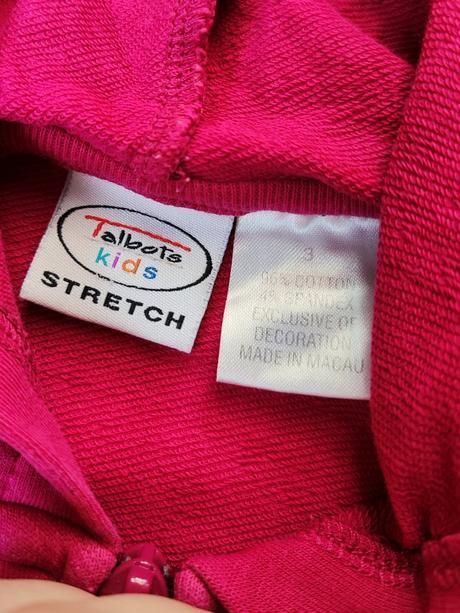 Talbots
kids
STRETCH
3
96% COTTON
4% SPANDEX
EXCLUSIVE OF
DECORATION
MADE IN MACAU